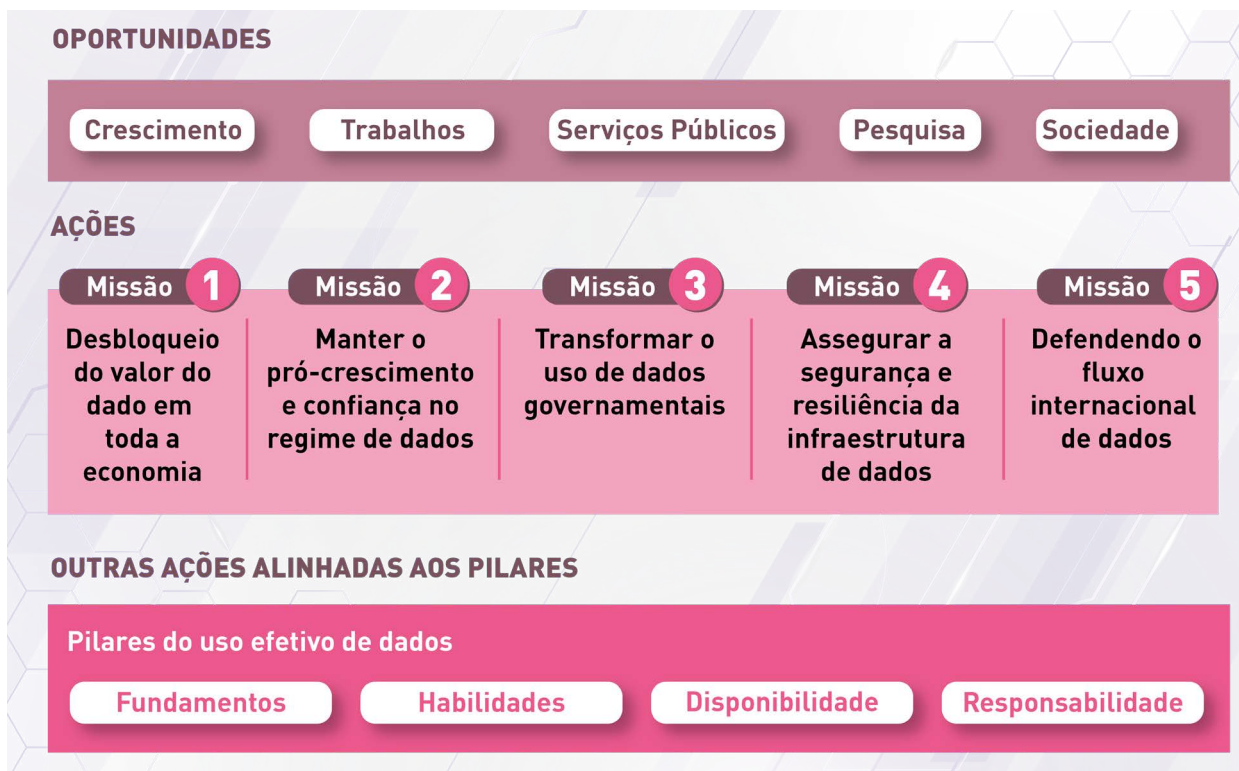 OPORTUNIDADES
Crescimento
Trabalhos
Serviços Públicos
Pesquisa
Sociedade
AÇÕES
Missão 1
Desbloqueio
do valor do
dado em
toda a
economia
Missão 2
Manter o
pró-crescimento
e confiança no
regime de dados
Missão 3
Transformar o
uso de dados
governamentais
Missão 4
Assegurar a
segurança e
resiliência da
infraestrutura
de dados
Missão 5
Defendendo o
fluxo
internacional
de dados
OUTRAS AÇÕES ALINHADAS AOS PILARES
Pilares do uso efetivo de dados
Fundamentos
Habilidades
Disponibilidade
Responsabilidade